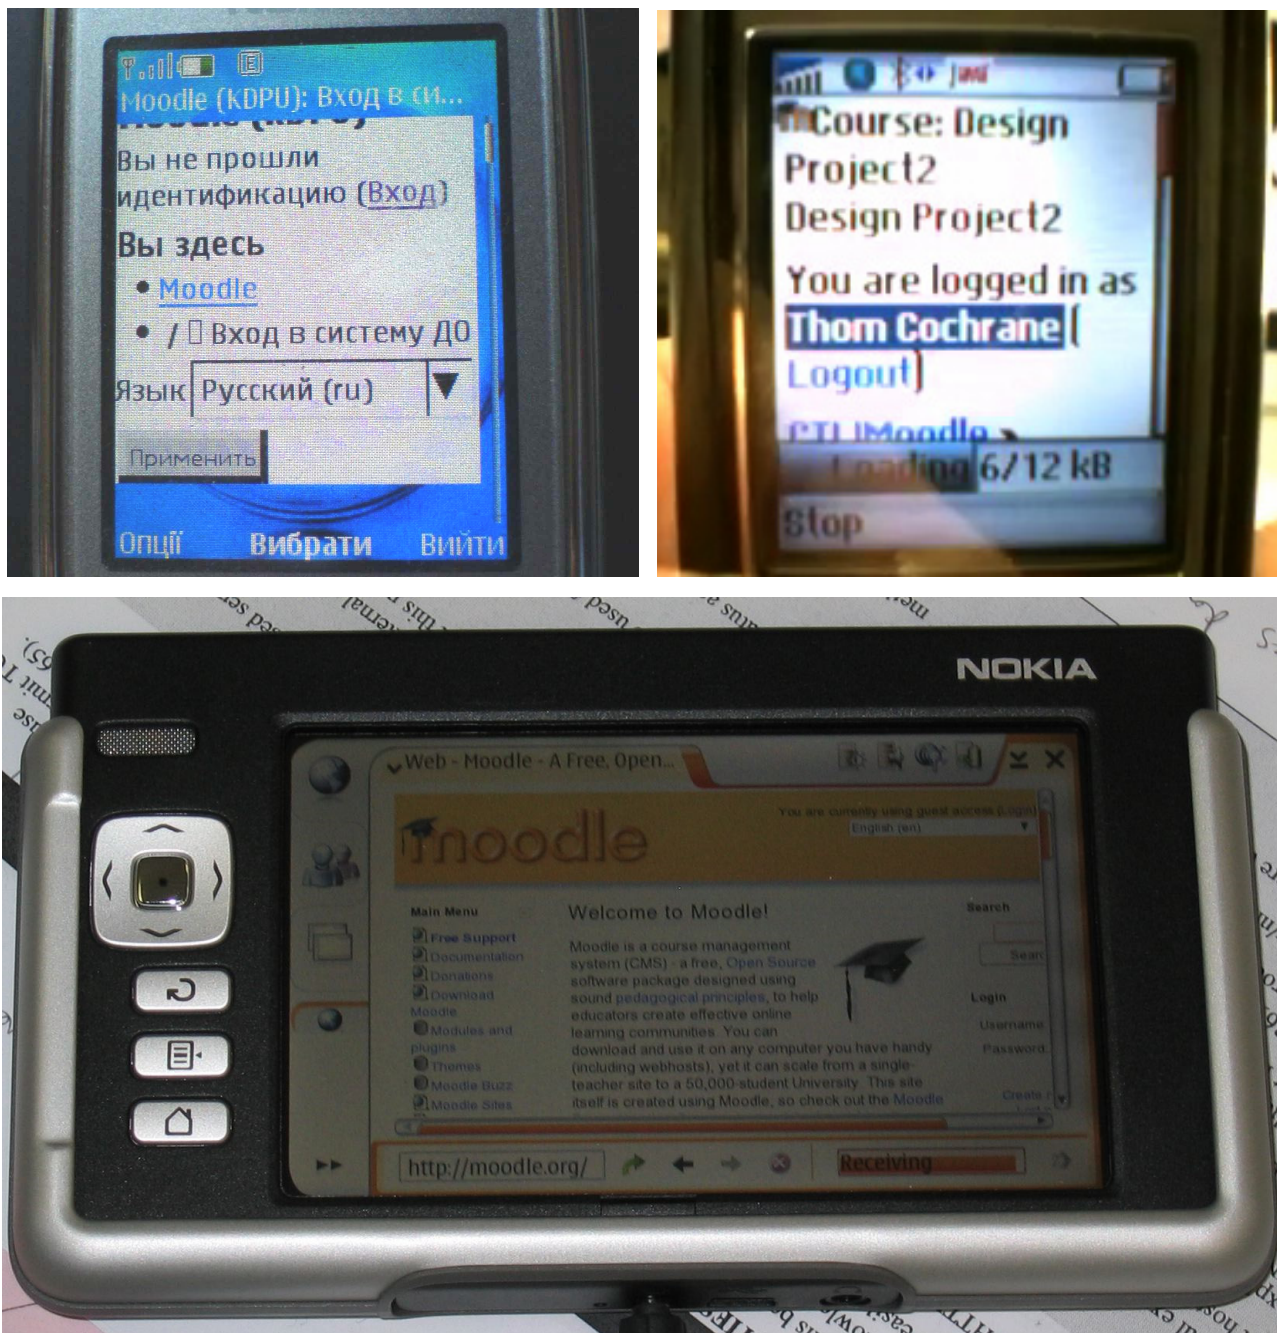 Moodle (KDPU): Вход в си...
Moodle (KDPU)
Вы не прошли
идентификацию (Вход)
Вы здесь
• Moodle
• / Вход в систему ДО
Язык Русский (ru)
Применить
Опції Вибрати Вийти
Java
Course: Design
Project2
Design Project2
You are logged in as
Thom Cochrane (
Logout)
CTLIMoodle
Loading 6/12 kB
Stop
NOKIA
Web - Moodle - A Free, Open...
You are currently using guest access (Login)
English (en)
moodle
Main Menu
Free Support
Documentation
Donations
Download
Moodle
Modules and
plugins
Themes
Moodle Buzz
Moodle Sites
Welcome to Moodle!
Moodle is a course management
system (CMS) - a free, Open Source
software package designed using
sound pedagogical principles, to help
educators create effective online
learning communities. You can
download and use it on any computer you have handy
(including webhosts), yet it can scale from a single-
teacher site to a 50,000-student University. This site
itself is created using Moodle, so check out the Moodle
Search
Sear
Login
Username
Password
Create
http://moodle.org/
Receiving